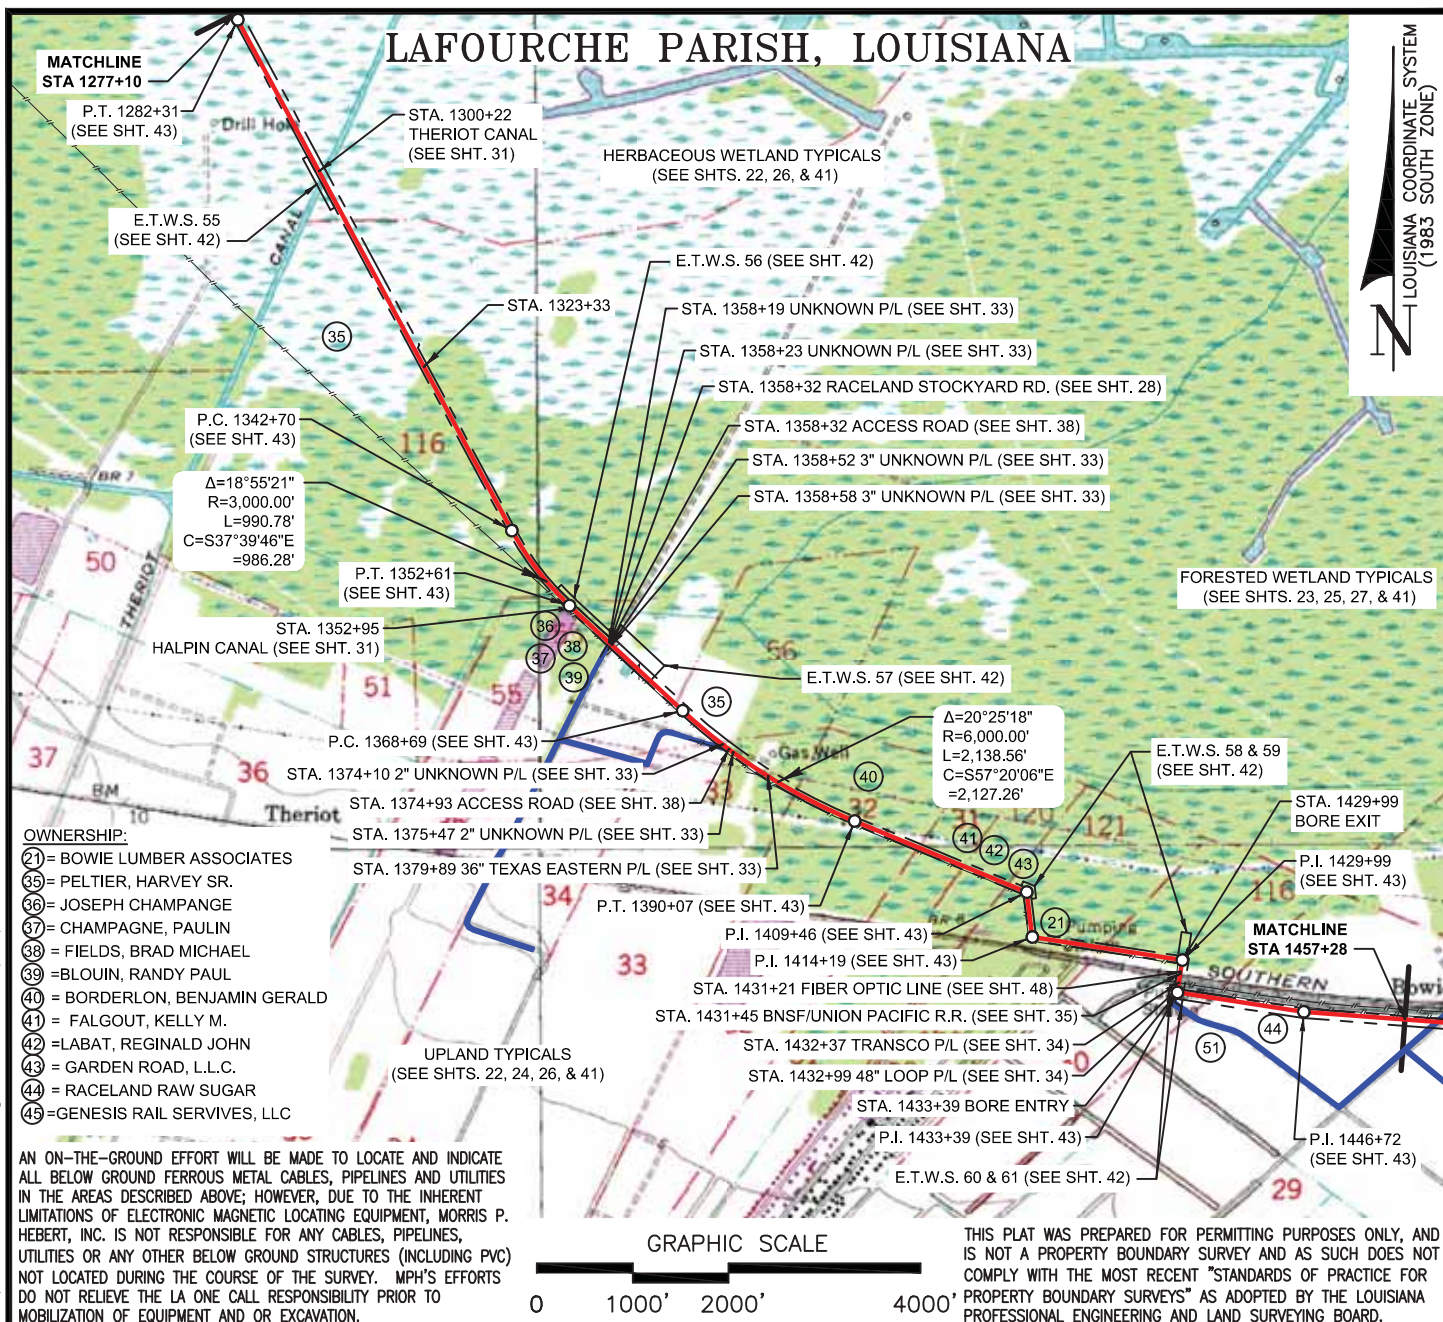 LAFOURCHE PARISH, LOUISIANA
MATCHLINE
STA 1277+10
P.T. 1282+31
(SEE SHT. 43)
Drill Hole
STA. 1300+22
THERIOT CANAL
(SEE SHT. 31)
HERBACEOUS WETLAND TYPICALS
(SEE SHTS. 22, 26, & 41)
LOUISIANA COORDINATE SYSTEM
(1983 SOUTH ZONE)
N
E.T.W.S. 55
(SEE SHT. 42)
CANAL
E.T.W.S. 56 (SEE SHT. 42)
STA. 1323+33
STA. 1358+19 UNKNOWN P/L (SEE SHT. 33)
35
STA. 1358+23 UNKNOWN P/L (SEE SHT. 33)
STA. 1358+32 RACELAND STOCKYARD RD. (SEE SHT. 28)
P.C. 1342+70
(SEE SHT. 43)
116
STA. 1358+32 ACCESS ROAD (SEE SHT. 38)
STA. 1358+52 3" UNKNOWN P/L (SEE SHT. 33)
BR 7
STA. 1358+58 3" UNKNOWN P/L (SEE SHT. 33)
Δ=18°55'21"
R=3,000.00'
L=990.78'
C=S37°39'46"E
=986.28'
50
THERIOT
P.T. 1352+61
(SEE SHT. 43)
FORESTED WETLAND TYPICALS
(SEE SHTS. 23, 25, 27, & 41)
STA. 1352+95
HALPIN CANAL (SEE SHT. 31)
36
38
37
39
56
51
55
E.T.W.S. 57 (SEE SHT. 42)
35
P.C. 1368+69 (SEE SHT. 43)
Δ=20°25'18"
R=6,000.00'
L=2,138.56'
C=S57°20'06"E
=2,127.26'
E.T.W.S. 58 & 59
(SEE SHT. 42)
37
36
Gas Well
STA. 1374+10 2" UNKNOWN P/L (SEE SHT. 33)
40
BM
10
Theriot
33
32
STA. 1374+93 ACCESS ROAD (SEE SHT. 38)
31
120
121
STA. 1429+99
BORE EXIT
STA. 1375+47 2" UNKNOWN P/L (SEE SHT. 33)
41
42
43
STA. 1379+89 36" TEXAS EASTERN P/L (SEE SHT. 33)
P.I. 1429+99
(SEE SHT. 43)
116
34
P.T. 1390+07 (SEE SHT. 43)
BR 8
21
Pumping
P.I. 1409+46 (SEE SHT. 43)
MATCHLINE
STA 1457+28
P.I. 1414+19 (SEE SHT. 43)
33
SOUTHERN
Bowie
STA. 1431+21 FIBER OPTIC LINE (SEE SHT. 48)
STA. 1431+45 BNSF/UNION PACIFIC R.R. (SEE SHT. 35)
44
51
STA. 1432+37 TRANSCO P/L (SEE SHT. 34)
STA. 1432+99 48" LOOP P/L (SEE SHT. 34)
STA. 1433+39 BORE ENTRY
P.I. 1433+39 (SEE SHT. 43)
P.I. 1446+72
(SEE SHT. 43)
E.T.W.S. 60 & 61 (SEE SHT. 42)
29
UPLAND TYPICALS
(SEE SHTS. 22, 24, 26, & 41)
OWNERSHIP:
21 = BOWIE LUMBER ASSOCIATES
35 = PELTIER, HARVEY SR.
36 = JOSEPH CHAMPANGE
37 = CHAMPAGNE, PAULIN
38 = FIELDS, BRAD MICHAEL
39 =BLOUIN, RANDY PAUL
40 = BORDERLON, BENJAMIN GERALD
41 = FALGOUT, KELLY M.
42 =LABAT, REGINALD JOHN
43 = GARDEN ROAD, L.L.C.
44 = RACELAND RAW SUGAR
45 =GENESIS RAIL SERVIVES, LLC
AN ON-THE-GROUND EFFORT WILL BE MADE TO LOCATE AND INDICATE
ALL BELOW GROUND FERROUS METAL CABLES, PIPELINES AND UTILITIES
IN THE AREAS DESCRIBED ABOVE; HOWEVER, DUE TO THE INHERENT
LIMITATIONS OF ELECTRONIC MAGNETIC LOCATING EQUIPMENT, MORRIS P.
HEBERT, INC. IS NOT RESPONSIBLE FOR ANY CABLES, PIPELINES,
UTILITIES OR ANY OTHER BELOW GROUND STRUCTURES (INCLUDING PVC)
NOT LOCATED DURING THE COURSE OF THE SURVEY. MPH'S EFFORTS
DO NOT RELIEVE THE LA ONE CALL RESPONSIBILITY PRIOR TO
MOBILIZATION OF EQUIPMENT AND OR EXCAVATION.
GRAPHIC SCALE
0 1000' 2000' 4000'
THIS PLAT WAS PREPARED FOR PERMITTING PURPOSES ONLY, AND
IS NOT A PROPERTY BOUNDARY SURVEY AND AS SUCH DOES NOT
COMPLY WITH THE MOST RECENT "STANDARDS OF PRACTICE FOR
PROPERTY BOUNDARY SURVEYS" AS ADOPTED BY THE LOUISIANA
PROFESSIONAL ENGINEERING AND LAND SURVEYING BOARD.